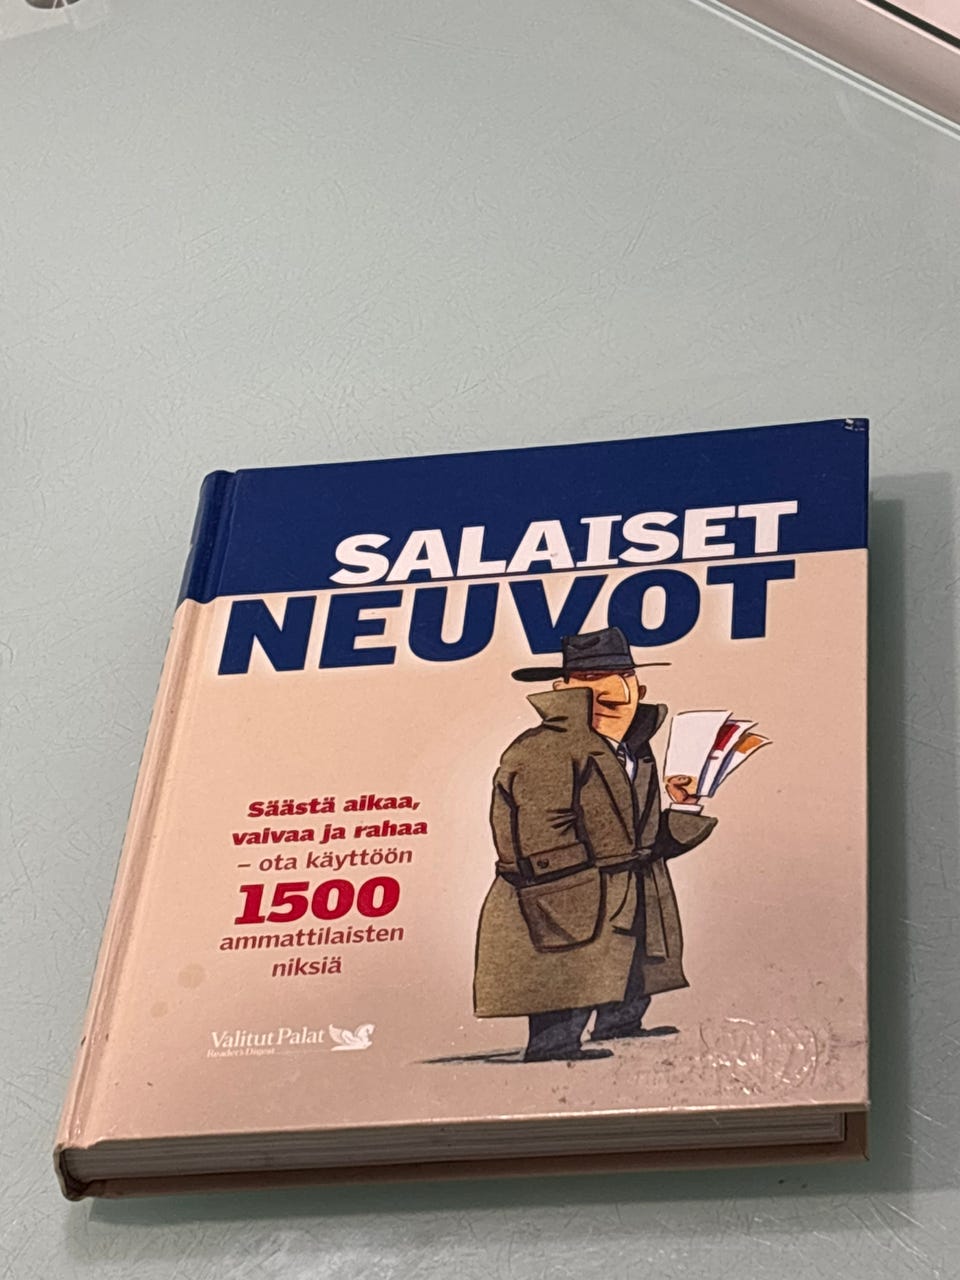 SALAISET
NEUVOT
Säästä aikaa,
vaivaa ja rahaa
– ota käyttöön
1500
ammattilaisten
niksiä
Valitut Palat
Reader's Digest